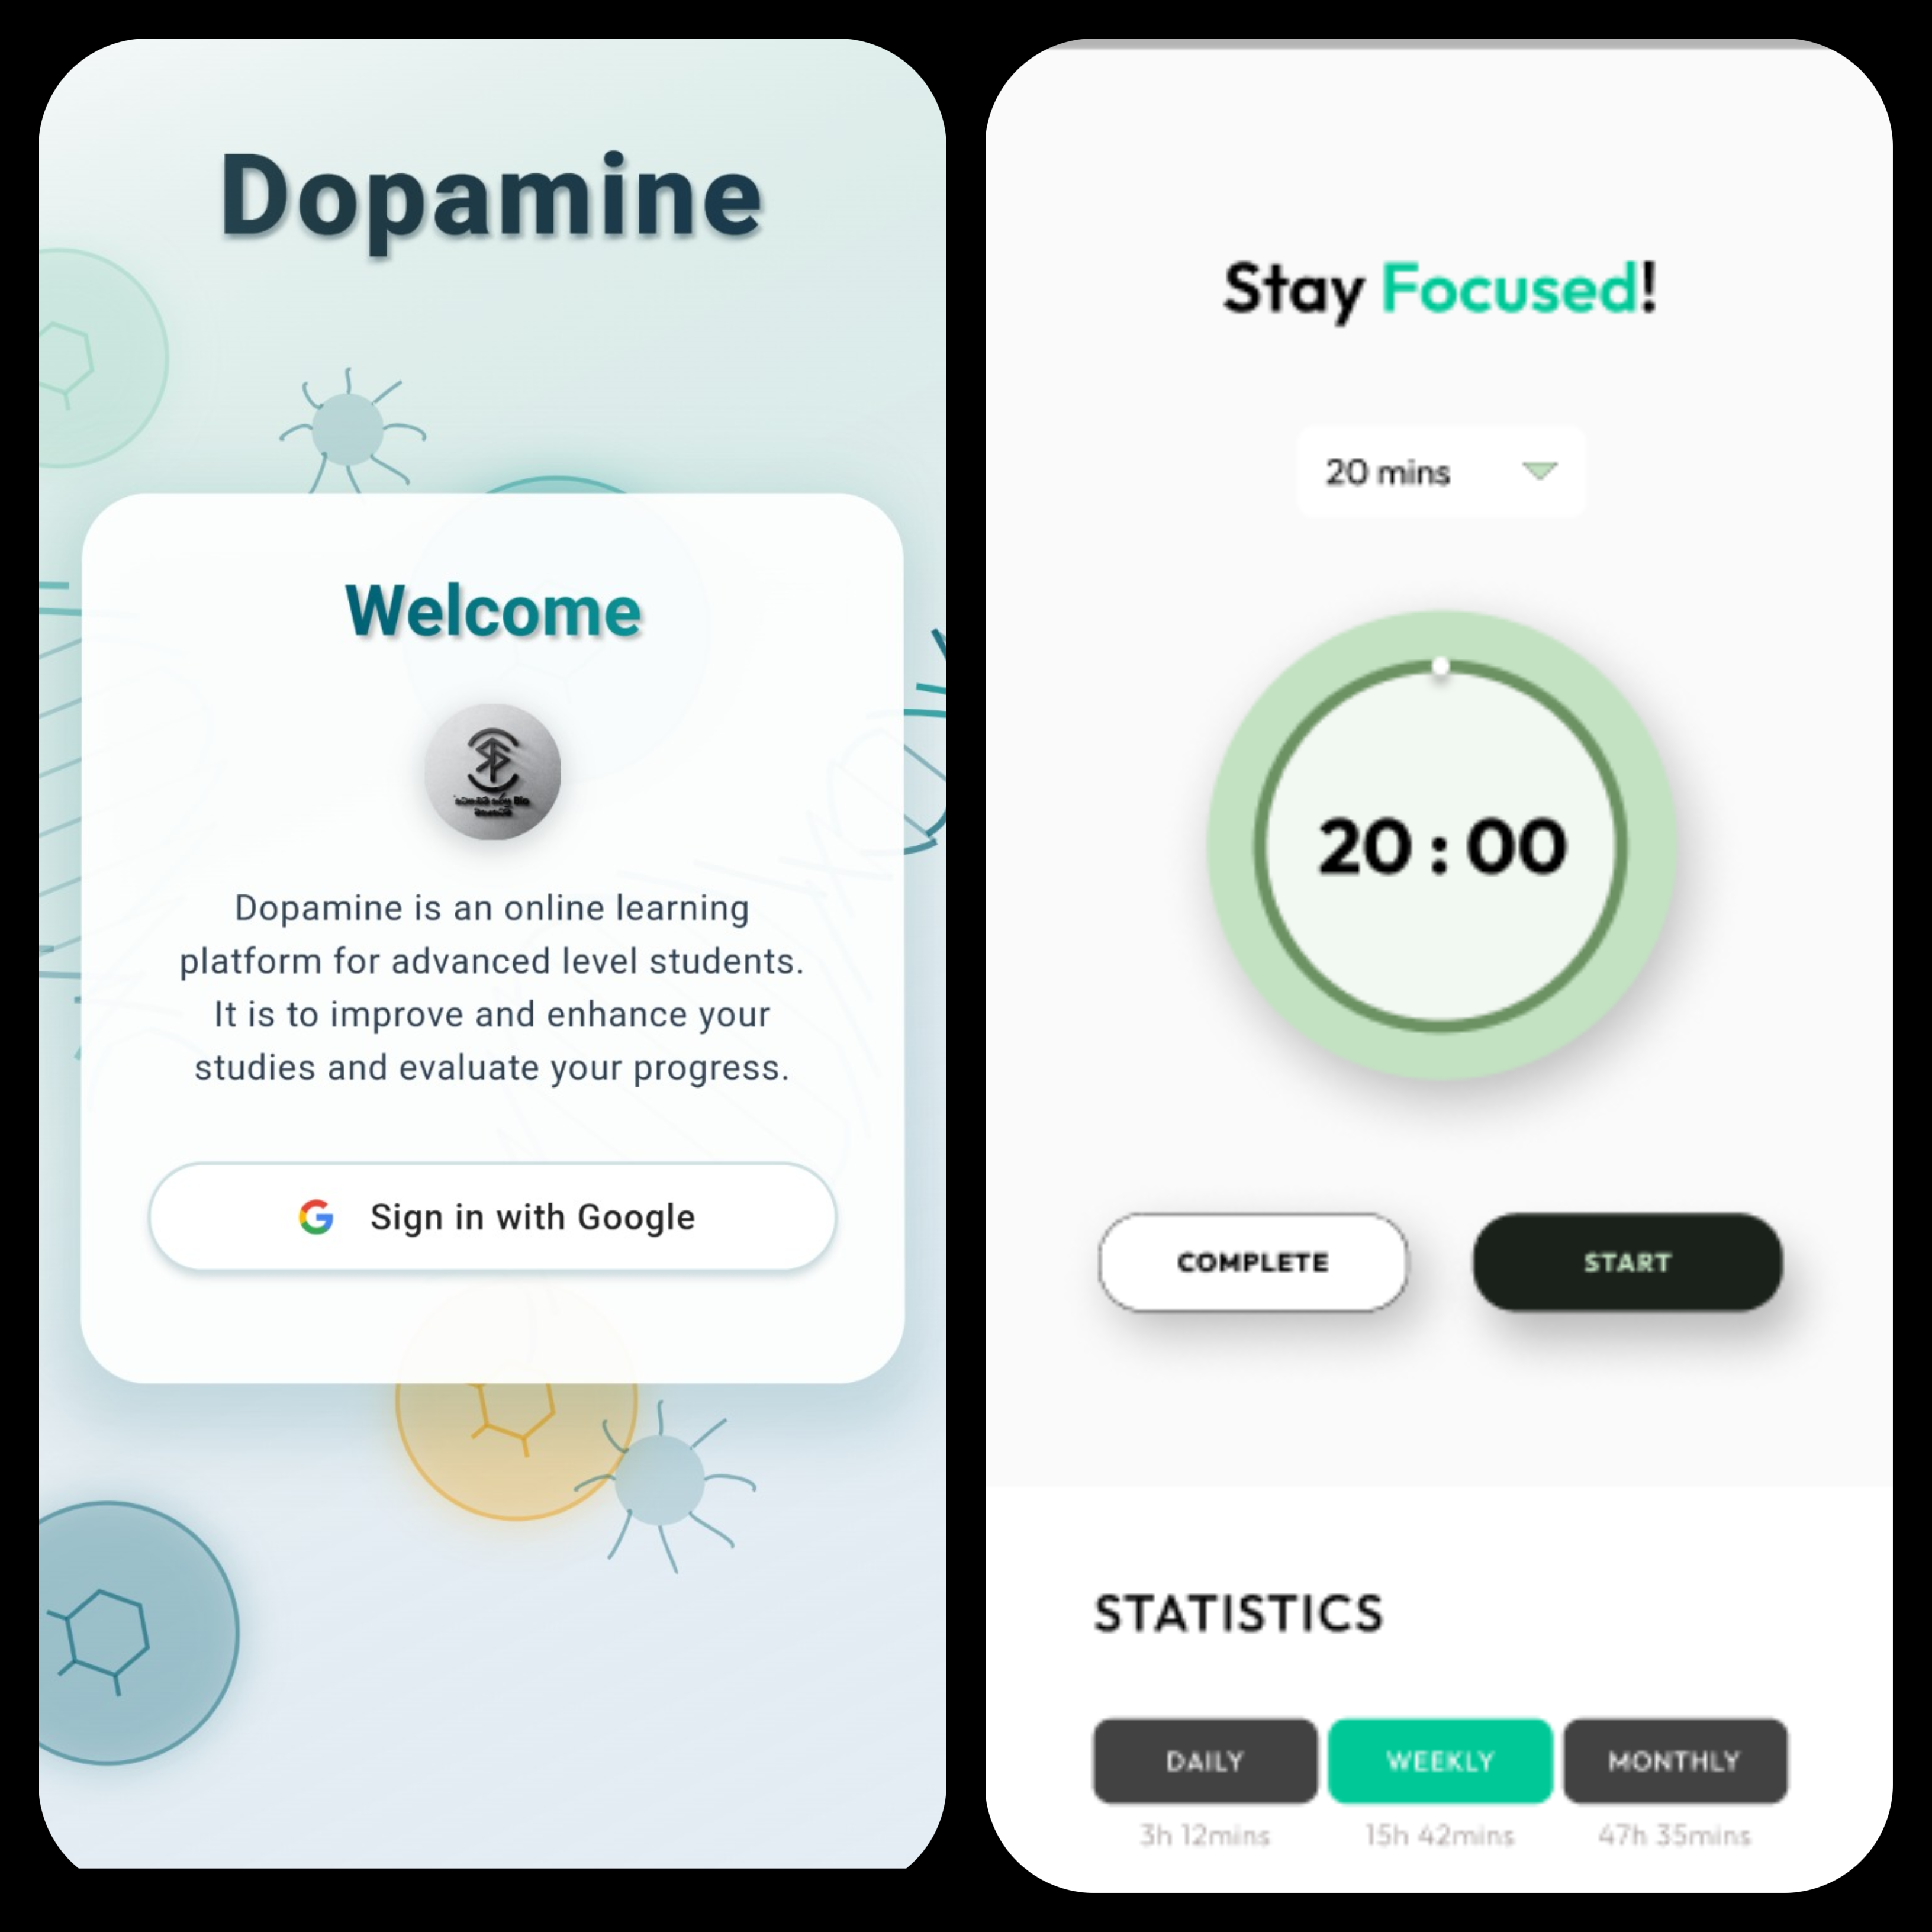 Dopamine
Welcome
Dopamine is an online learning
platform for advanced level students.
It is to improve and enhance your
studies and evaluate your progress.
Sign in with Google
Stay Focused!
20 mins
20 : 00
COMPLETE
START
STATISTICS
DAILY
WEEKLY
MONTHLY
3h 12mins
15h 42mins
47h 35mins